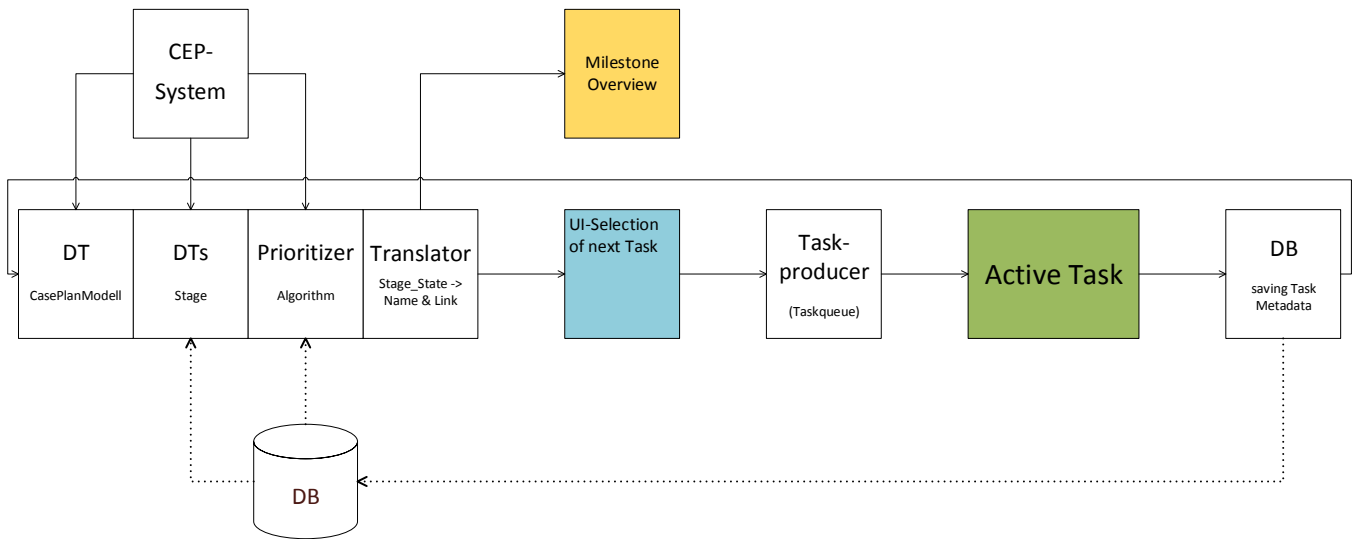 CEP-
System
Milestone
Overview
DT
CasePlanModell
DTs
Stage
Prioritizer
Algorithm
Translator
Stage_State ->
Name & Link
UI-Selection
of next Task
Task-
producer
(Taskqueue)
Active Task
DB
saving Task
Metadata
DB